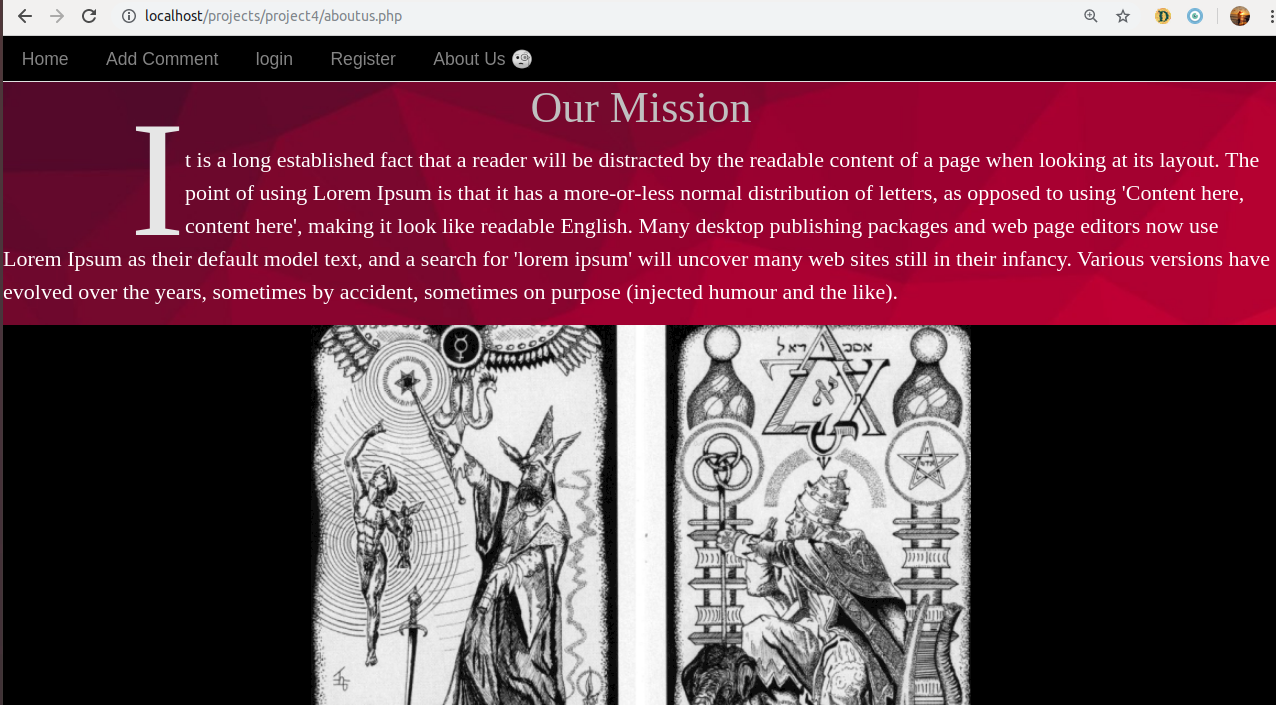 localhost/projects/project4/aboutus.php
Home Add Comment login Register About Us
Our Mission
It is a long established fact that a reader will be distracted by the readable content of a page when looking at its layout. The
point of using Lorem Ipsum is that it has a more-or-less normal distribution of letters, as opposed to using 'Content here,
content here', making it look like readable English. Many desktop publishing packages and web page editors now use
Lorem Ipsum as their default model text, and a search for 'lorem ipsum' will uncover many web sites still in their infancy. Various versions have
evolved over the years, sometimes by accident, sometimes on purpose (injected humour and the like).
א